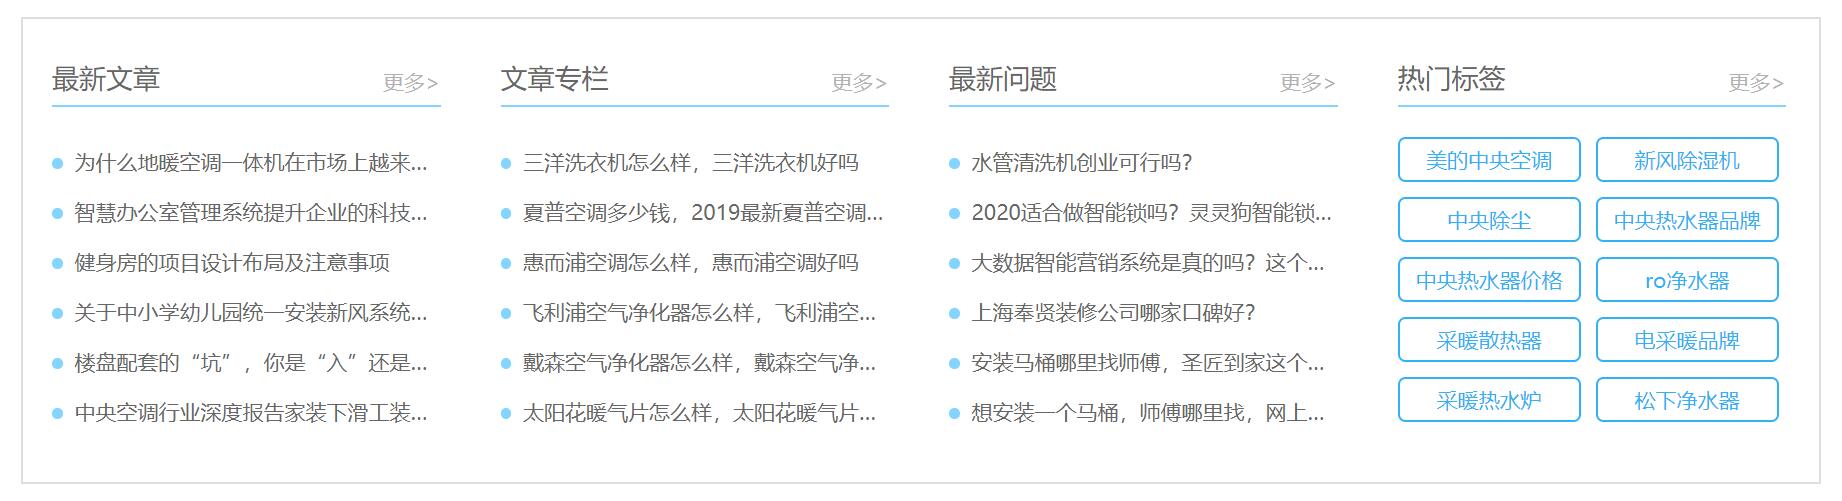 最新文章
更多>
为什么地暖空调一体机在市场上越来...
智慧办公室管理系统提升企业的科技...
健身房的项目设计布局及注意事项
关于中小学幼儿园统一安装新风系统...
楼盘配套的“坑”，你是“入”还是...
中央空调行业深度报告家装下滑工装...
文章专栏
更多>
三洋洗衣机怎么样，三洋洗衣机好吗
夏普空调多少钱，2019最新夏普空调...
惠而浦空调怎么样，惠而浦空调好吗
飞利浦空气净化器怎么样，飞利浦空...
戴森空气净化器怎么样，戴森空气净...
太阳花暖气片怎么样，太阳花暖气片...
最新问题
更多>
水管清洗机创业可行吗？
2020适合做智能锁吗？灵灵狗智能锁...
大数据智能营销系统是真的吗？这个...
上海奉贤装修公司哪家口碑好？
安装马桶哪里找师傅，圣匠到家这个...
想安装一个马桶，师傅哪里找，网上...
热门标签
更多>
美的中央空调
新风除湿机
中央除尘
中央热水器品牌
中央热水器价格
ro净水器
采暖散热器
电采暖品牌
采暖热水炉
松下净水器